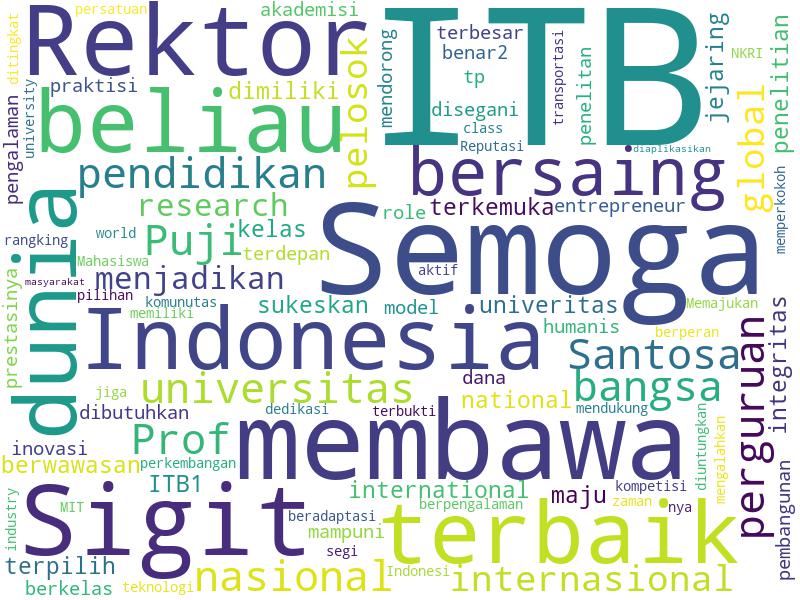 persatuan
akademisi
ditingkat
Rektor
ITB
terbesar
benar2
tp
disegani
class
Reputasi
transportasi
penelitan
jejaring
NKRI
penelitian
mendorong
pelosok
praktisi
dimiliki
university
pengalaman
beliau
diaplikasikan
global
memperkokoh
pendidikan
bersaing
research
role
terkemuka
entrepreneur
dunia
rangking
world
Puji
kelas
terdepan
Semoga
aktif
Mahasiswa
masyarakat
menjadikan
pilihan
komunutas
memiliki
sukeskan
model
univeritas
Memajukan
prestasinya
Indonesia
humanis
berperan
Santosa
integritas
perguruan
jiga
universitas
dana
national
bangsa
dibutuhkan
dedikasi
terbukti
mendukung
inovasi
Prof
membawa
diuntungkan
mengalahkan
berwawasan
perkembangan
ITB1
international
maju
kompetisi
zaman
nya
pembangunan
industry
MIT
Sigit
beradaptasi
berpengalaman
mampuni
segi
terbaik
terpilih
berkelas
teknologi
nasional
Indonesi
internasional